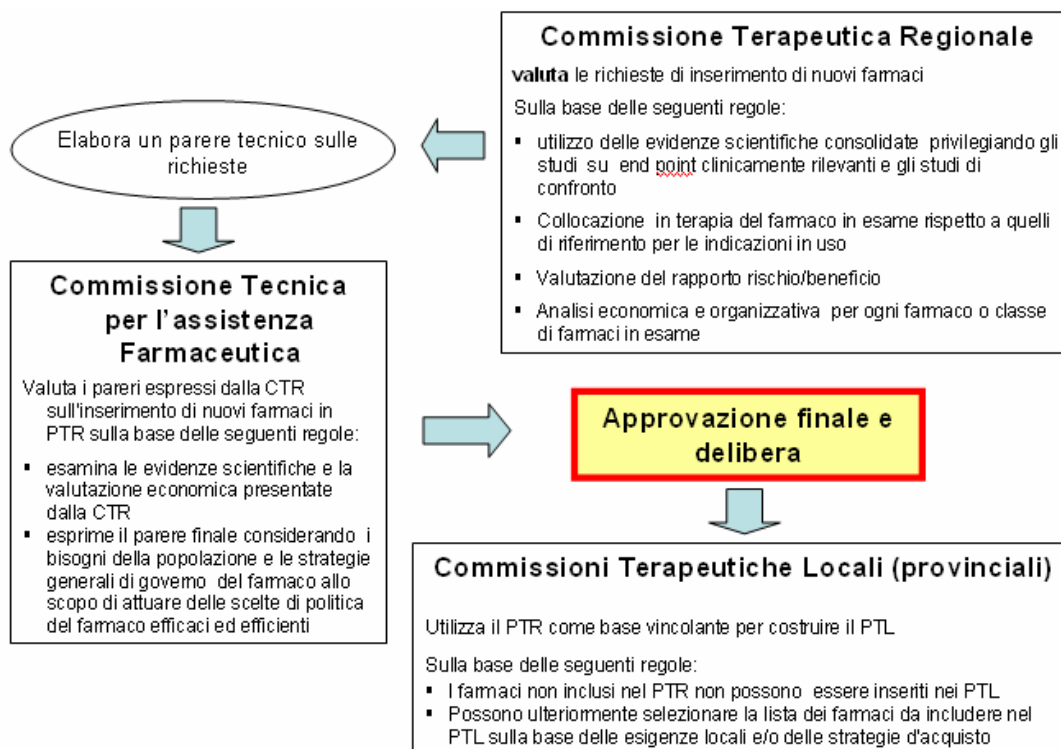 Commissione Terapeutica Regionale
valuta le richieste di inserimento di nuovi farmaci
Sulla base delle seguenti regole:
▪ utilizzo delle evidenze scientifiche consolidate privilegiando gli
studi su end point clinicamente rilevanti e gli studi di
confronto
▪ Collocazione in terapia del farmaco in esame rispetto a quelli
di riferimento per le indicazioni in uso
▪ Valutazione del rapporto rischio/beneficio
▪ Analisi economica e organizzativa per ogni farmaco o classe
di farmaci in esame
Elabora un parere tecnico sulle
richieste
Commissione Tecnica
per l'assistenza
Farmaceutica
Valuta i pareri espressi dalla CTR
sull'inserimento di nuovi farmaci in
PTR sulla base delle seguenti regole:
▪ esamina le evidenze scientifiche e la
valutazione economica presentate
dalla CTR
▪ esprime il parere finale considerando i
bisogni della popolazione e le strategie
generali di governo del farmaco allo
scopo di attuare delle scelte di politica
del farmaco efficaci ed efficienti
Approvazione finale e
delibera
Commissioni Terapeutiche Locali (provinciali)
Utilizza il PTR come base vincolante per costruire il PTL
Sulla base delle seguenti regole:
▪ I farmaci non inclusi nel PTR non possono essere inseriti nei PTL
▪ Possono ulteriormente selezionare la lista dei farmaci da includere nel
PTL sulla base delle esigenze locali e/o delle strategie d'acquisto